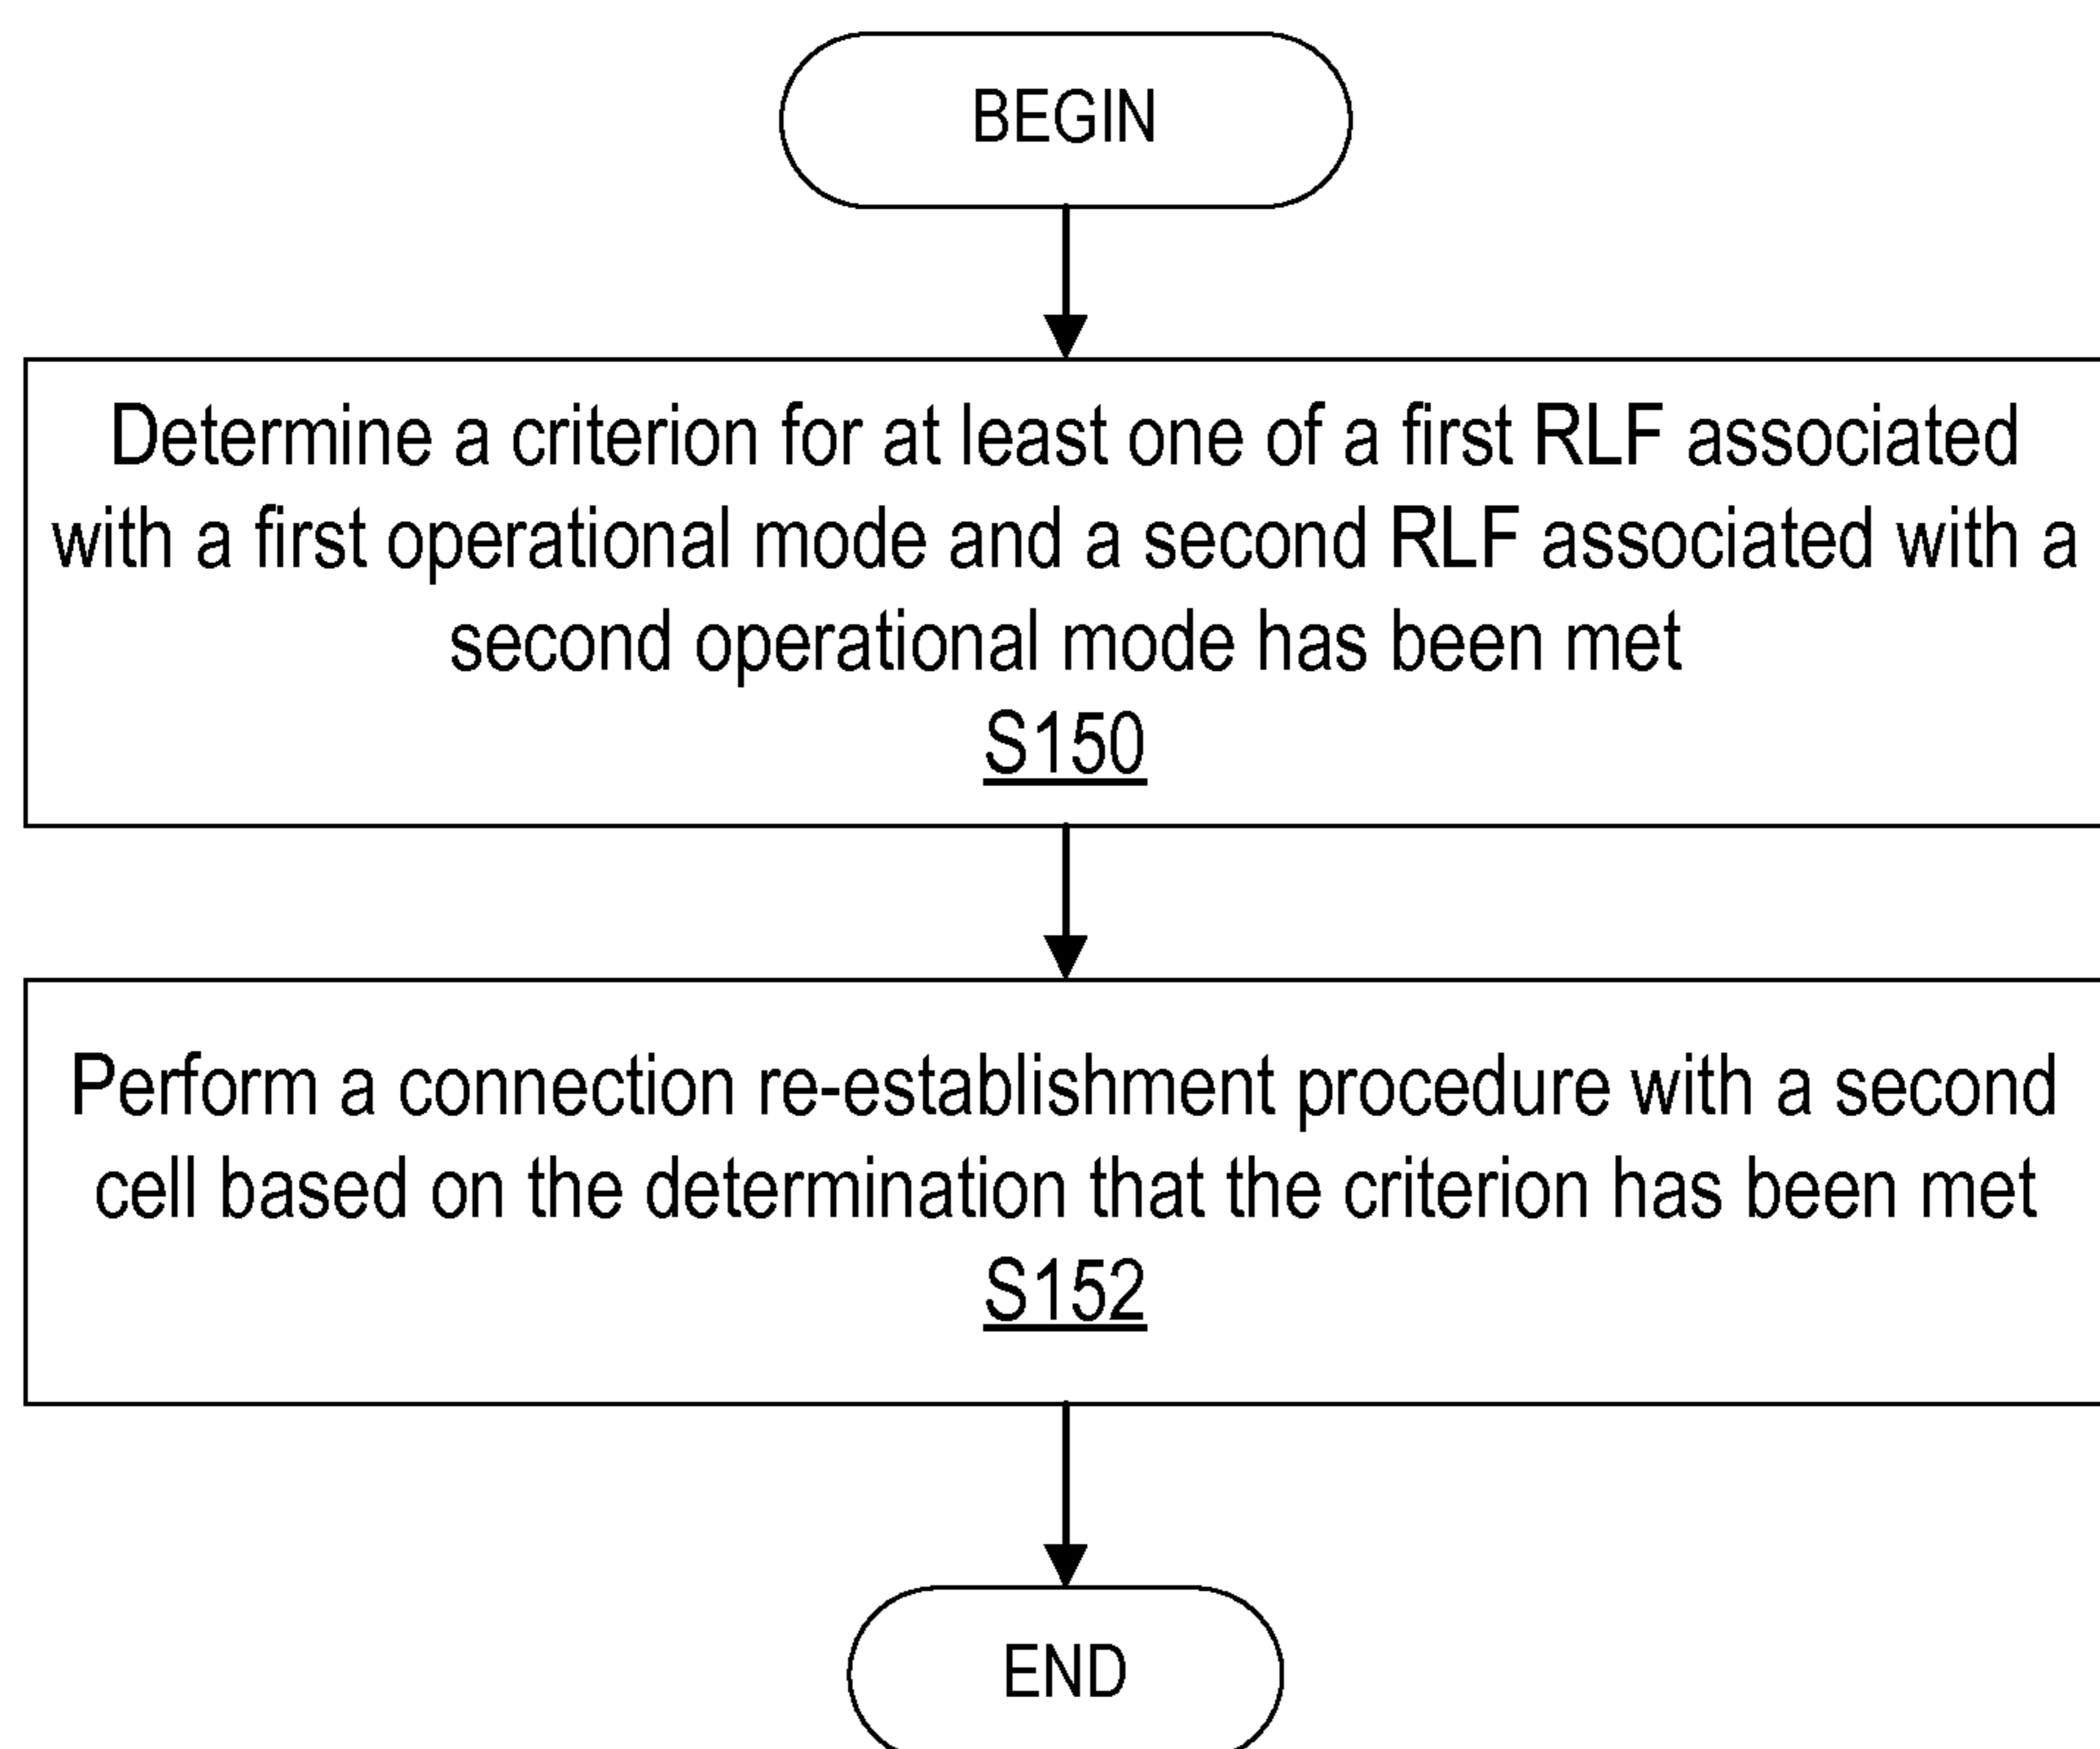 BEGIN
Determine a criterion for at least one of a first RLF associated
with a first operational mode and a second RLF associated with a
second operational mode has been met
S150
Perform a connection re-establishment procedure with a second
cell based on the determination that the criterion has been met
S152
END